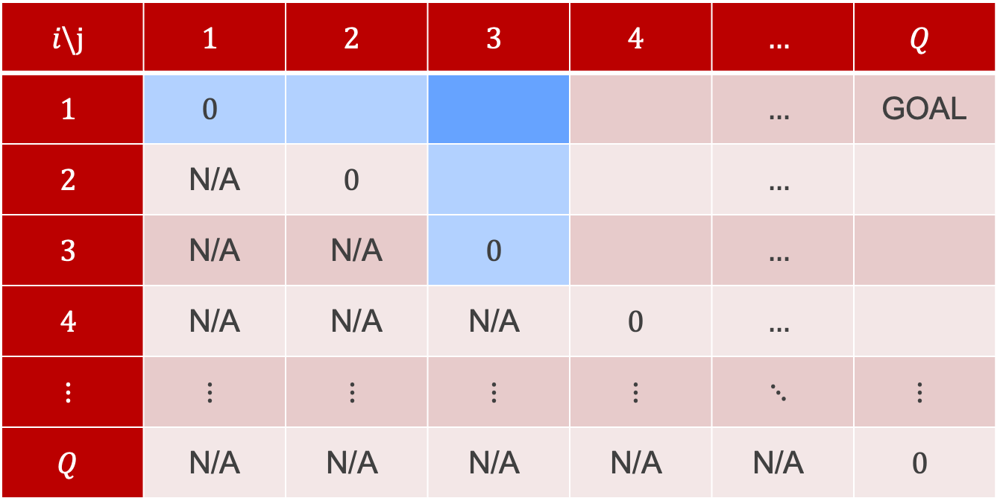 i\j 1 2 3 4 ... Q
1 0 ... GOAL
2 N/A 0 ...
3 N/A N/A 0 ...
4 N/A N/A N/A 0 ...
⋮ ⋮ ⋮ ⋮ ⋮ ⋱ ⋮
Q N/A N/A N/A N/A N/A 0